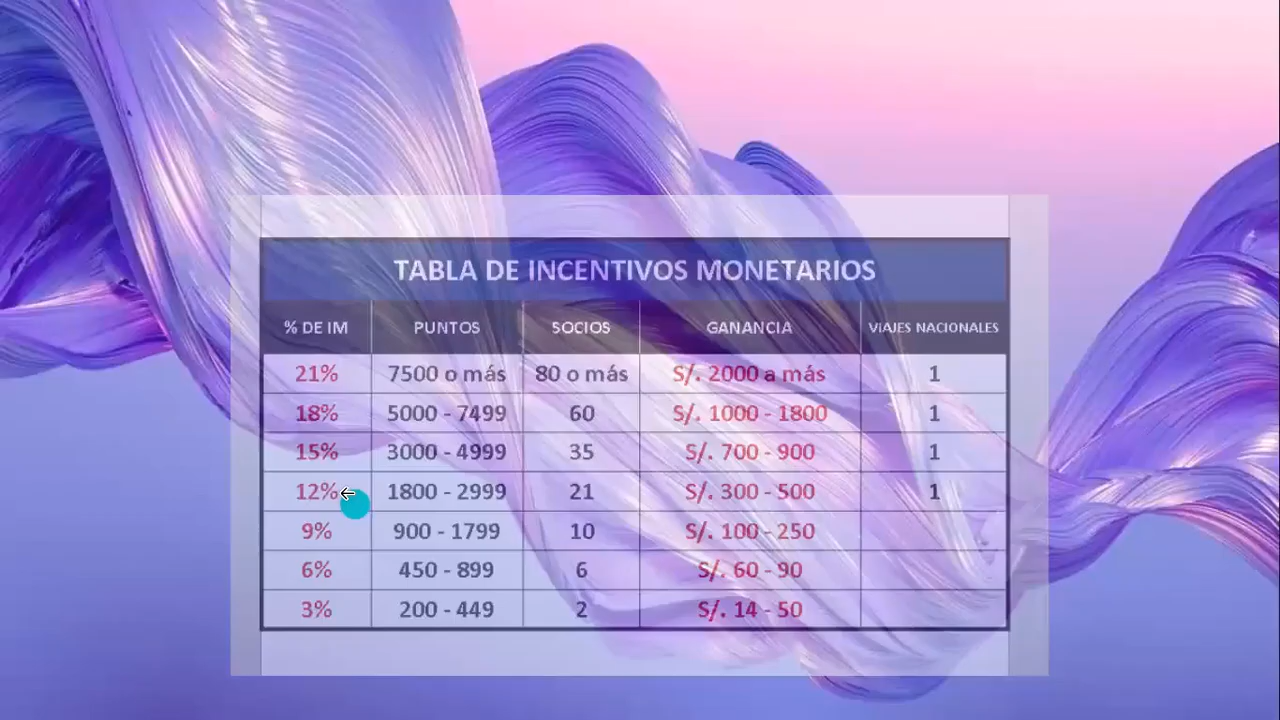 TABLA DE INCENTIVOS MONETARIOS
% DE IM PUNTOS SOCIOS GANANCIA VIAJES NACIONALES
21% 7500 o más 80 o más S/. 2000 a más 1
18% 5000 - 7499 60 S/. 1000 - 1800 1
15% 3000 - 4999 35 S/. 700 - 900 1
12% 1800 - 2999 21 S/. 300 - 500 1
9% 900 - 1799 10 S/. 100 - 250
6% 450 - 899 6 S/. 60 - 90
3% 200 - 449 2 S/. 14 - 50